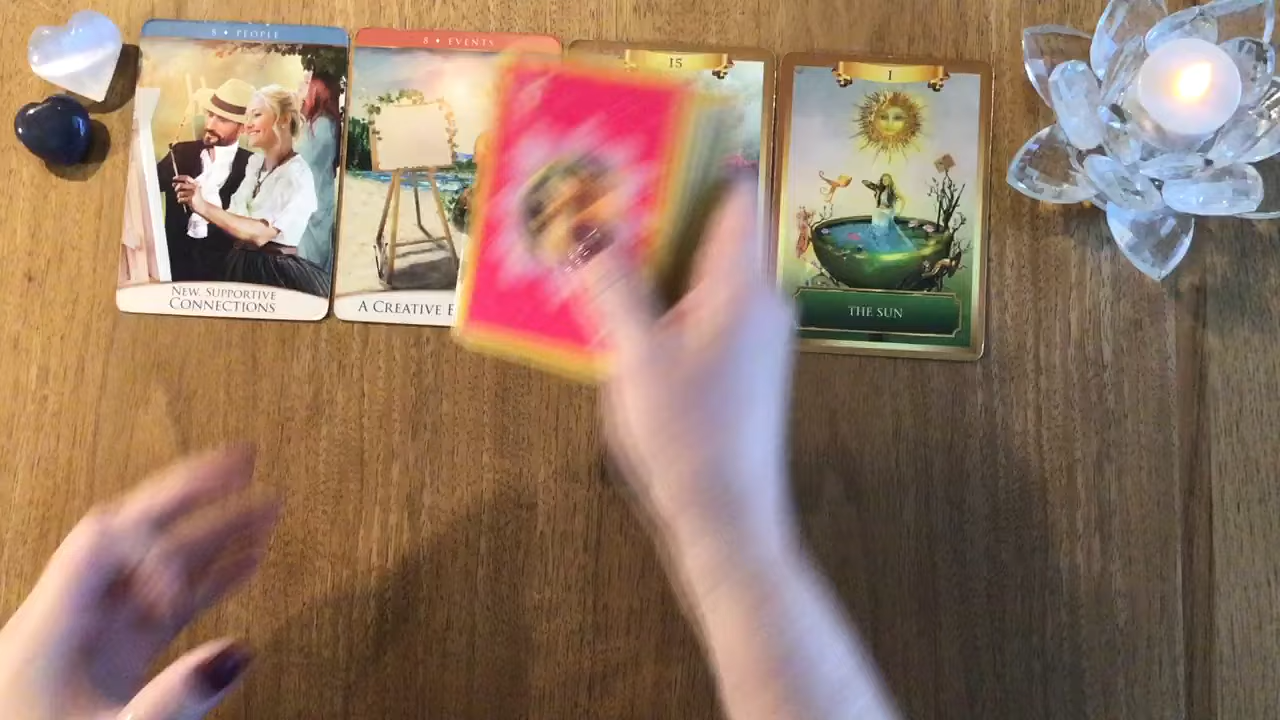 5 • PEOPLE
NEW, SUPPORTIVE
CONNECTIONS
8 • EVENTS
A CREATIVE
15
I
THE SUN